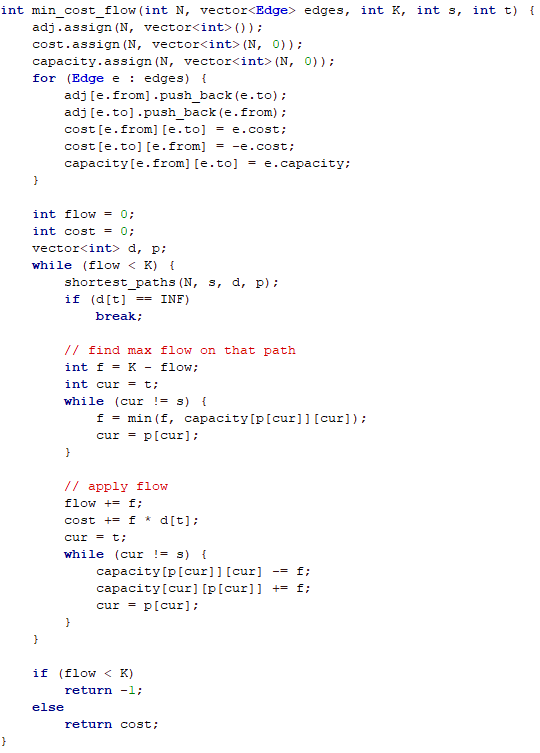 int min_cost_flow(int N, vector<Edge> edges, int K, int s, int t) {
    adj.assign(N, vector<int>());
    cost.assign(N, vector<int>(N, 0));
    capacity.assign(N, vector<int>(N, 0));
    for (Edge e : edges) {
        adj[e.from].push_back(e.to);
        adj[e.to].push_back(e.from);
        cost[e.from][e.to] = e.cost;
        cost[e.to][e.from] = -e.cost;
        capacity[e.from][e.to] = e.capacity;
    }

    int flow = 0;
    int cost = 0;
    vector<int> d, p;
    while (flow < K) {
        shortest_paths(N, s, d, p);
        if (d[t] == INF)
            break;

        // find max flow on that path
        int f = K - flow;
        int cur = t;
        while (cur != s) {
            f = min(f, capacity[p[cur]][cur]);
            cur = p[cur];
        }

        // apply flow
        flow += f;
        cost += f * d[t];
        cur = t;
        while (cur != s) {
            capacity[p[cur]][cur] -= f;
            capacity[cur][p[cur]] += f;
            cur = p[cur];
        }
    }

    if (flow < K)
        return -1;
    else
        return cost;
}